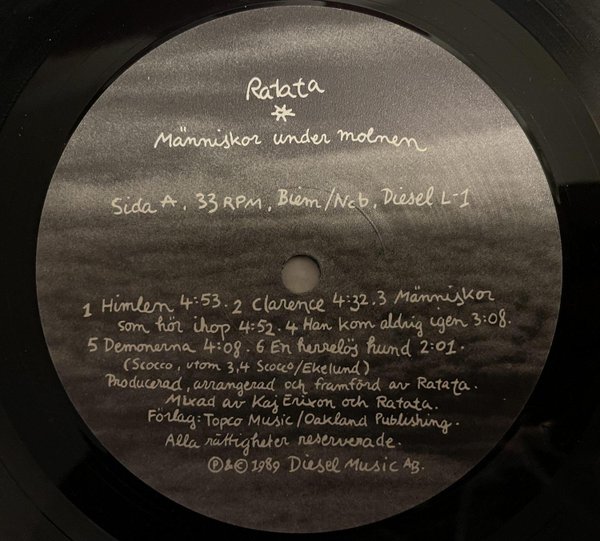 Ratata
*
Människor under molnen
Sida A, 33 RPM, Biem/Ncb, Diesel L-1
1 Himlen 4:53. 2 Clarence 4:32. 3 Människor
som hör ihop 4:52. 4 Han kom aldrig igen 3:08.
5 Demonerna 4:08. 6 En herrelös hund 2:01.
(Scocco, utom 3,4 Scocco/Ekelund)
Producerad, arrangerad och framförd av Ratata.
Mixad av Kaj Erixon och Ratata.
Förlag: Topco Music/Oakland Publishing.
Alla rättigheter reserverade.
℗&© 1989 Diesel Music AB.